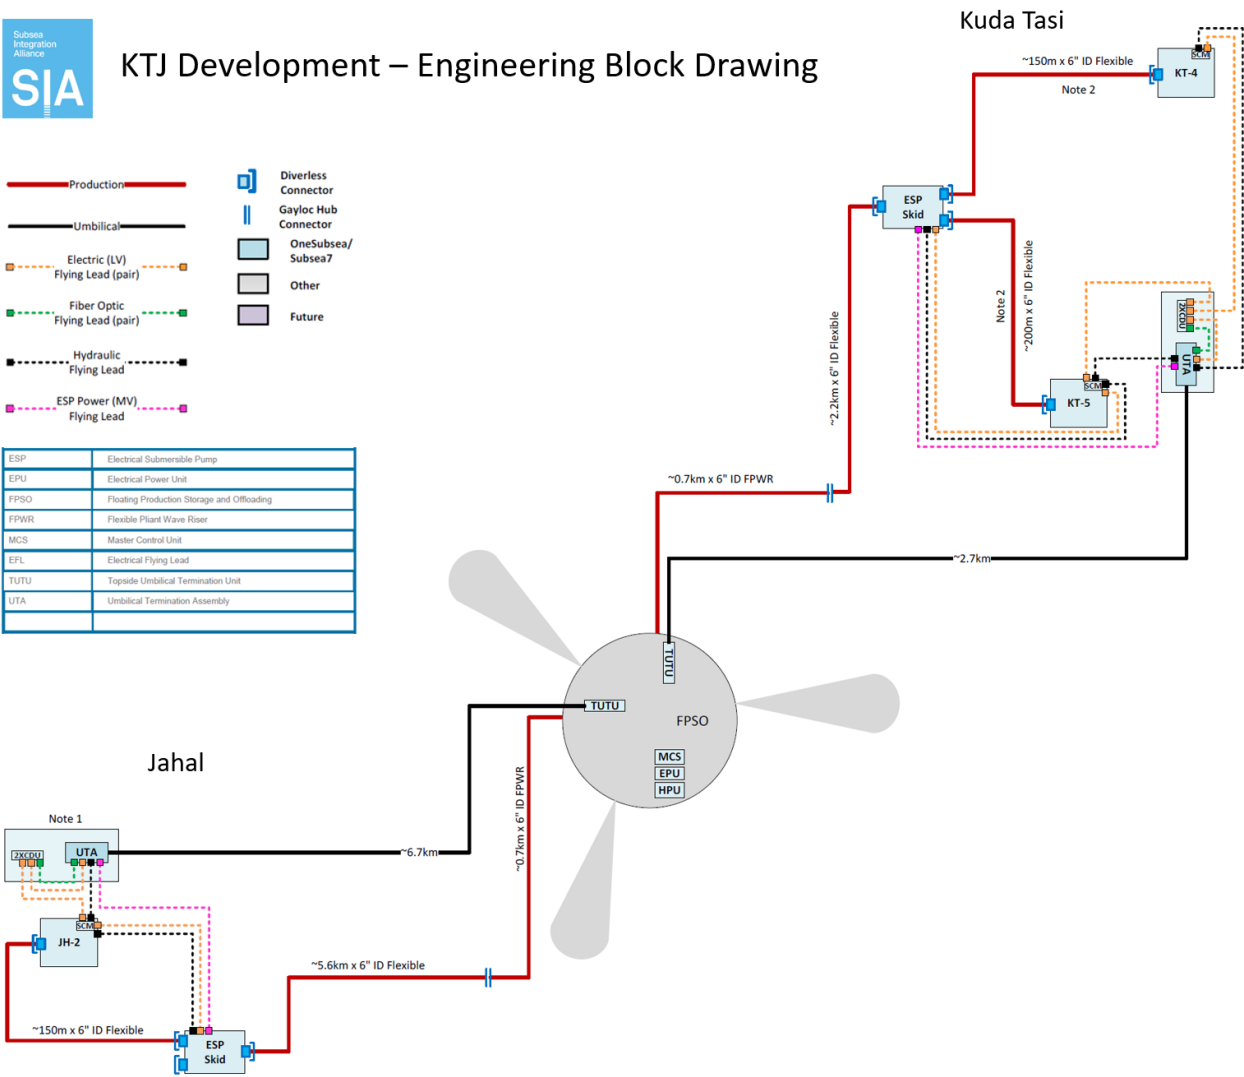 Subsea
Integration
Alliance
SIA
KTJ Development – Engineering Block Drawing
Kuda Tasi
~150m x 6" ID Flexible
Note 2
SCM
KT-4
Production
Umbilical
Electric (LV)
Flying Lead (pair)
Fiber Optic
Flying Lead (pair)
Hydraulic
Flying Lead
ESP Power (MV)
Flying Lead
Diverless
Connector
Gayloc Hub
Connector
OneSubsea/
Subsea7
Other
Future
ESP
Skid
~2.2km x 6" ID Flexible
Note 2
~200m x 6" ID Flexible
2XCDU
UTA
SCM
KT-5
ESP Electrical Submersible Pump
EPU Electrical Power Unit
FPSO Floating Production Storage and Offloading
FPWR Flexible Pliant Wave Riser
MCS Master Control Unit
EFL Electrical Flying Lead
TUTU Topside Umbilical Termination Unit
UTA Umbilical Termination Assembly
~0.7km x 6" ID FPWR
~2.7km
TUTU
TUTU
FPSO
MCS
EPU
HPU
Jahal
~0.7km x 6" ID FPWR
Note 1
2XCDU
UTA
~6.7km
SCM
JH-2
~5.6km x 6" ID Flexible
~150m x 6" ID Flexible
ESP
Skid